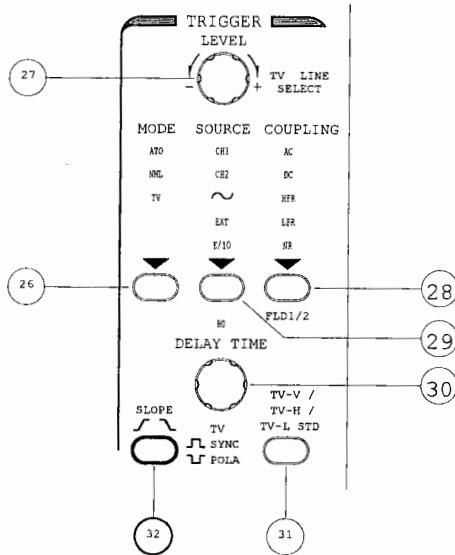 TRIGGER
LEVEL
27
- +
TV LINE
SELECT
MODE SOURCE COUPLING
ATO CH1 AC
NML CH2 DC
TV HFR
EXT LFR
E/10 NR
26
28
FLD1/2
29
HO
DELAY TIME
30
TV-V /
TV-H /
TV-L STD
SLOPE
TV
SYNC
POLA
32
31